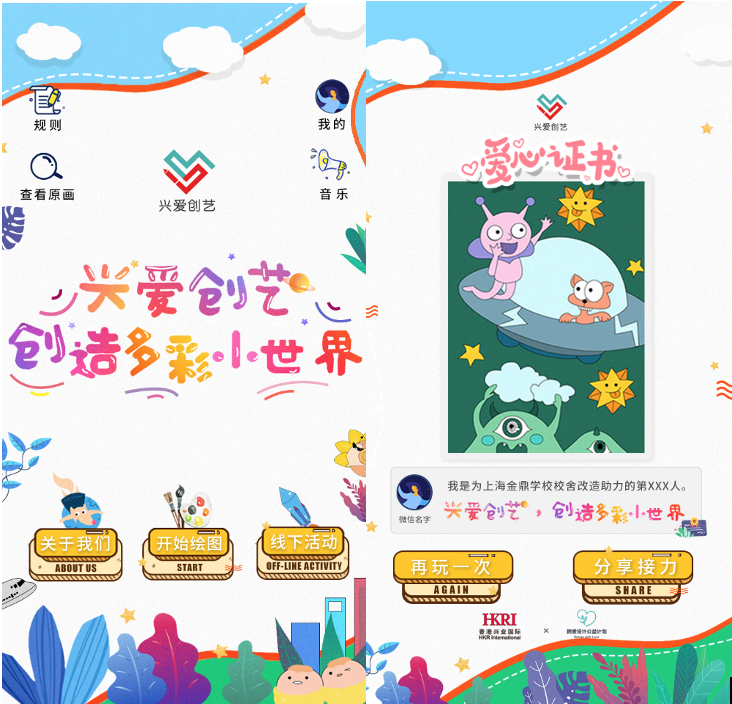 规则
我的
查看原画
兴爱创艺
音乐
兴爱创艺
创造多彩小世界
关于我们
ABOUT US
开始绘图
START
线下活动
OFF-LINE ACTIVITY
兴爱创艺
爱心证书
我是为上海金鼎学校校舍改造助力的第XXX人。
微信名字
兴爱创艺，创造多彩小世界
再玩一次
AGAIN
分享接力
SHARE
HKRI
香港兴业国际
HKR International
×